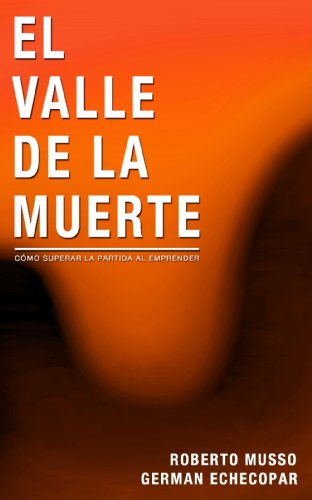 EL
VALLE
DE LA
MUERTE
CÓMO SUPERAR LA PARTIDA AL EMPRENDER
ROBERTO MUSSO
GERMAN ECHECOPAR